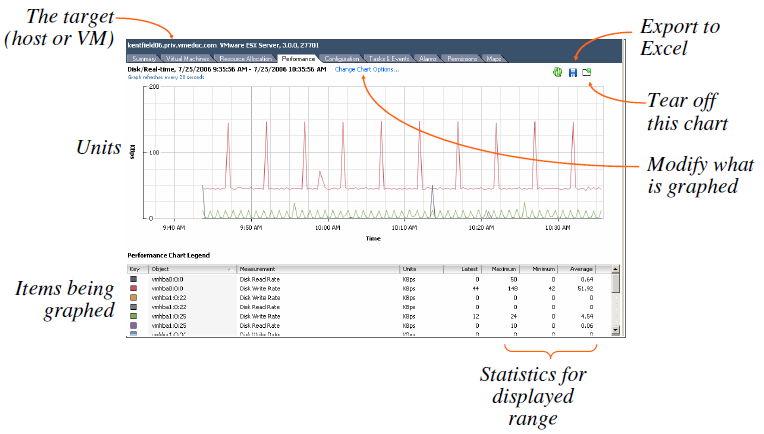 The target
(host or VM)
Export to
Excel
kentfield06.priv.vmeduc.com VMware ESX Server, 3.0.0, 27701
Summary Virtual Machines Resource Allocation Performance Configuration Tasks & Events Alarms Permissions Maps
Disk/Real-time, 7/25/2006 9:35:56 AM - 7/25/2006 10:35:56 AM Change Chart Options...
Graph refreshes every 20 seconds
Tear off
this chart
200
Units
KBps
100
Modify what
is graphed
0
9:40 AM 9:50 AM 10:00 AM 10:10 AM 10:20 AM 10:30 AM
Time
Performance Chart Legend
Key Object Measurement Units Latest Maximum Minimum Average
vmhba0:0:0 Disk Read Rate KBps 0 50 0 0.64
Items being
graphed
vmhba0:0:0 Disk Write Rate KBps 44 148 42 51.92
vmhba1:0:22 Disk Write Rate KBps 0 0 0 0
vmhba1:0:22 Disk Read Rate KBps 0 0 0 0
vmhba1:0:25 Disk Write Rate KBps 12 24 0 4.54
vmhba1:0:25 Disk Read Rate KBps 0 10 0 0.06
Statistics for
displayed
range